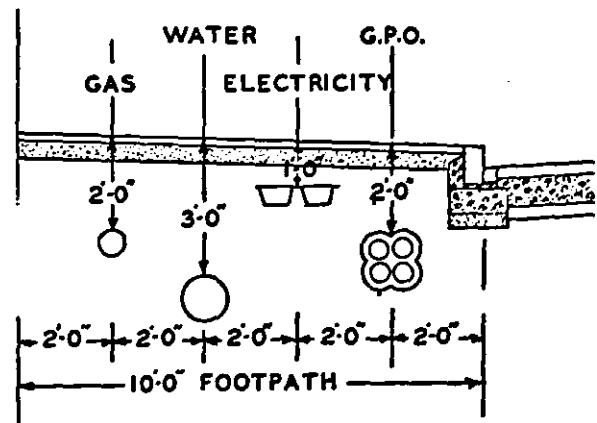 WATER G.P.O.
GAS ELECTRICITY
1'-0"
2'-0" 3'-0" 2'-0"
2'-0" 2'-0" 2'-0" 2'-0" 2'-0"
10'-0" FOOTPATH